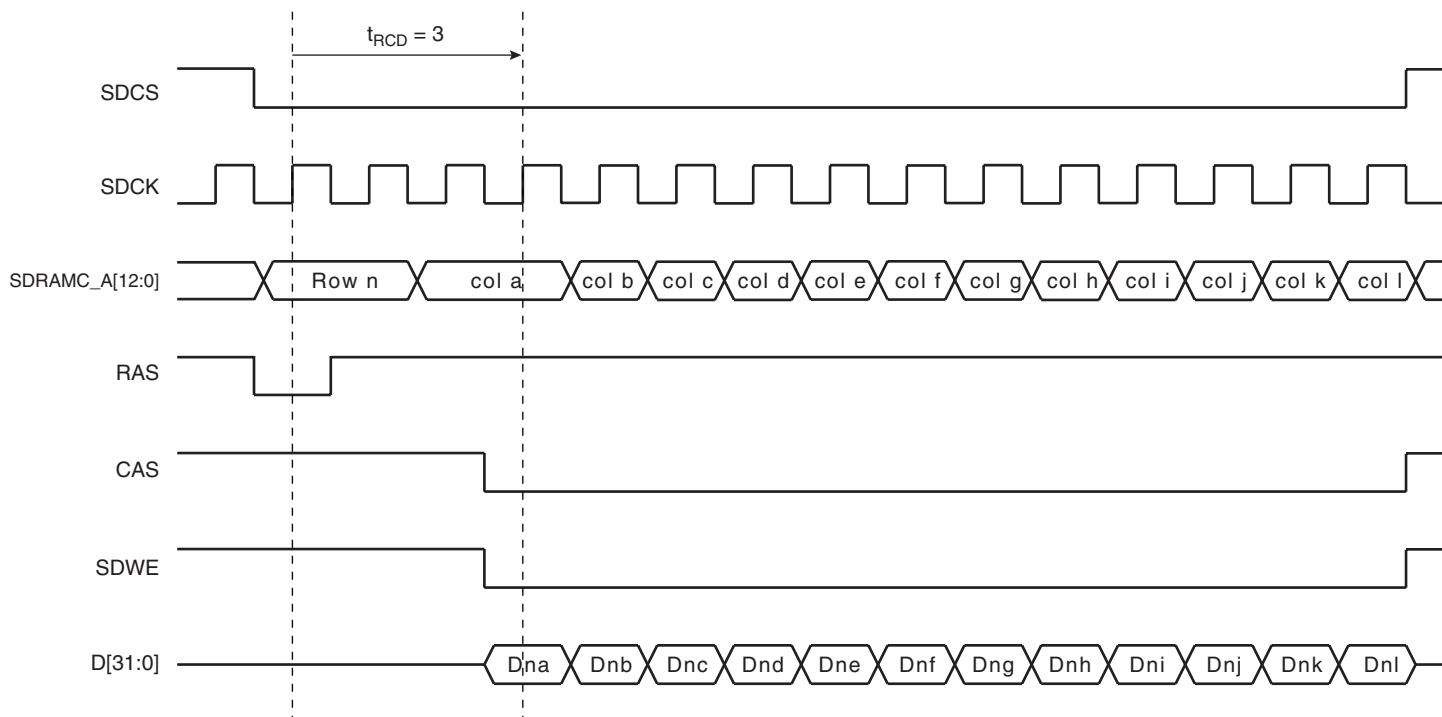 tRCD = 3
SDCS
SDCK
SDRAMC_A[12:0] Row n col a col b col c col d col e col f col g col h col i col j col k col l
RAS
CAS
SDWE
D[31:0] Dna Dnb Dnc Dnd Dne Dnf Dng Dnh Dni Dnj Dnk Dnl